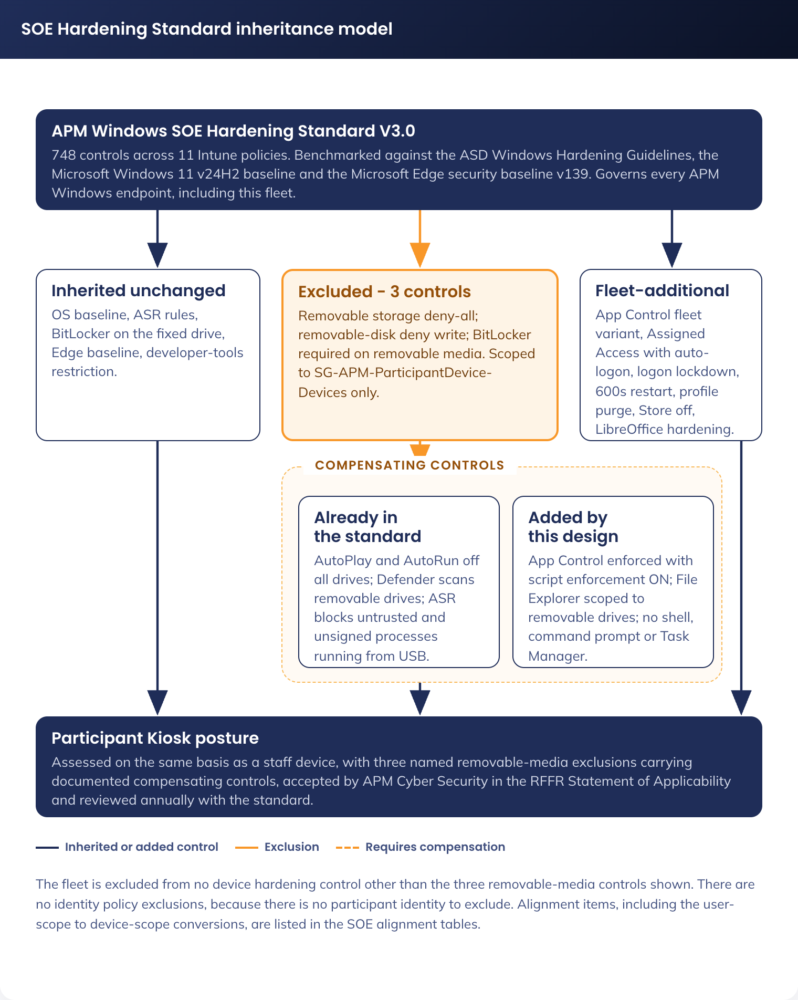 SOE Hardening Standard inheritance model
APM Windows SOE Hardening Standard V3.0
748 controls across 11 Intune policies. Benchmarked against the ASD Windows Hardening Guidelines, the
Microsoft Windows 11 v24H2 baseline and the Microsoft Edge security baseline v139. Governs every APM
Windows endpoint, including this fleet.
Inherited unchanged
OS baseline, ASR rules,
BitLocker on the fixed drive,
Edge baseline, developer-tools
restriction.
Excluded - 3 controls
Removable storage deny-all;
removable-disk deny write; BitLocker
required on removable media. Scoped
to SG-APM-ParticipantDevice-
Devices only.
Fleet-additional
App Control fleet
variant, Assigned
Access with auto-
logon, logon lockdown,
600s restart, profile
purge, Store off,
LibreOffice hardening.
COMPENSATING CONTROLS
Already in
the standard
AutoPlay and AutoRun off
all drives; Defender scans
removable drives; ASR
blocks untrusted and
unsigned processes
running from USB.
Added by
this design
App Control enforced with
script enforcement ON; File
Explorer scoped to
removable drives; no shell,
command prompt or Task
Manager.
Participant Kiosk posture
Assessed on the same basis as a staff device, with three named removable-media exclusions carrying
documented compensating controls, accepted by APM Cyber Security in the RFFR Statement of Applicability
and reviewed annually with the standard.
Inherited or added control
Exclusion
Requires compensation
The fleet is excluded from no device hardening control other than the three removable-media controls shown. There are
no identity policy exclusions, because there is no participant identity to exclude. Alignment items, including the user-
scope to device-scope conversions, are listed in the SOE alignment tables.